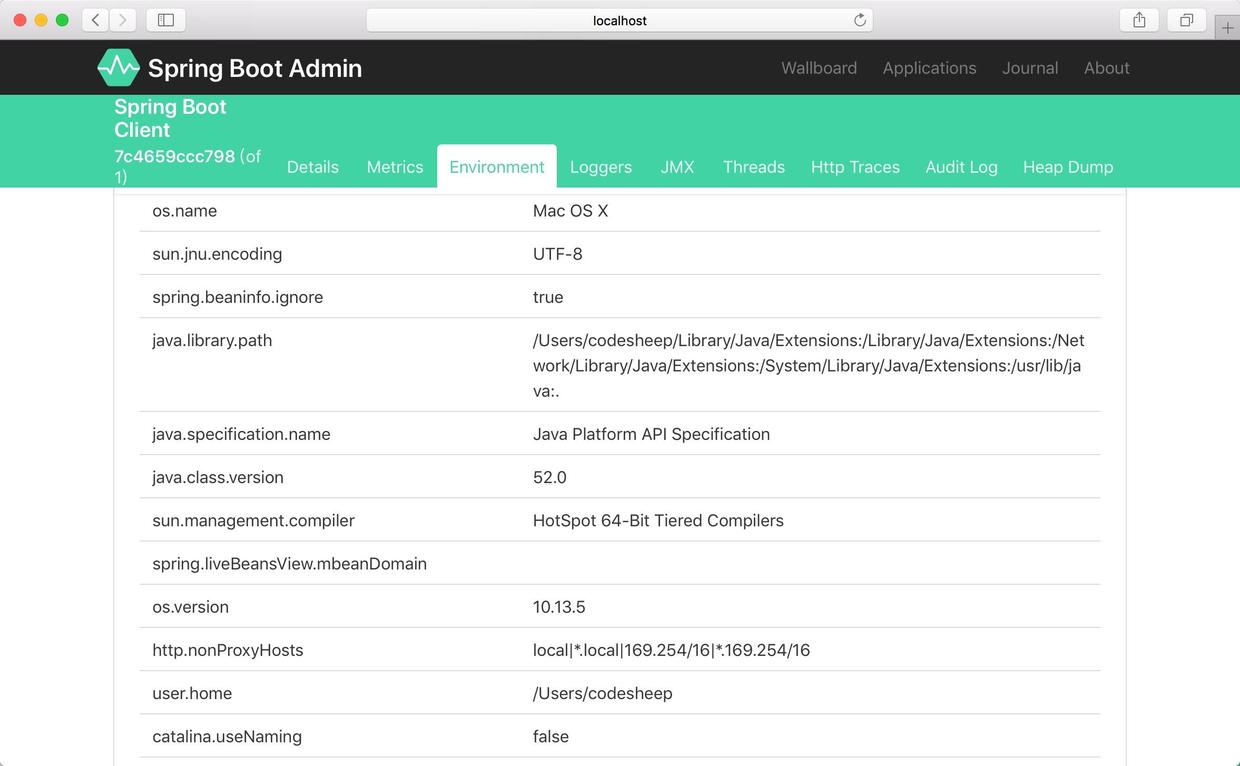 localhost
Spring Boot Admin
Wallboard Applications Journal About
Spring Boot
Client
7c4659ccc798 (of
1)
Details Metrics Environment Loggers JMX Threads Http Traces Audit Log Heap Dump
os.name Mac OS X
sun.jnu.encoding UTF-8
spring.beaninfo.ignore true
java.library.path /Users/codesheep/Library/Java/Extensions:/Library/Java/Extensions:/Net
work/Library/Java/Extensions:/System/Library/Java/Extensions:/usr/lib/ja
va:.
java.specification.name Java Platform API Specification
java.class.version 52.0
sun.management.compiler HotSpot 64-Bit Tiered Compilers
spring.liveBeansView.mbeanDomain
os.version 10.13.5
http.nonProxyHosts local|*.local|169.254/16|*.169.254/16
user.home /Users/codesheep
catalina.useNaming false